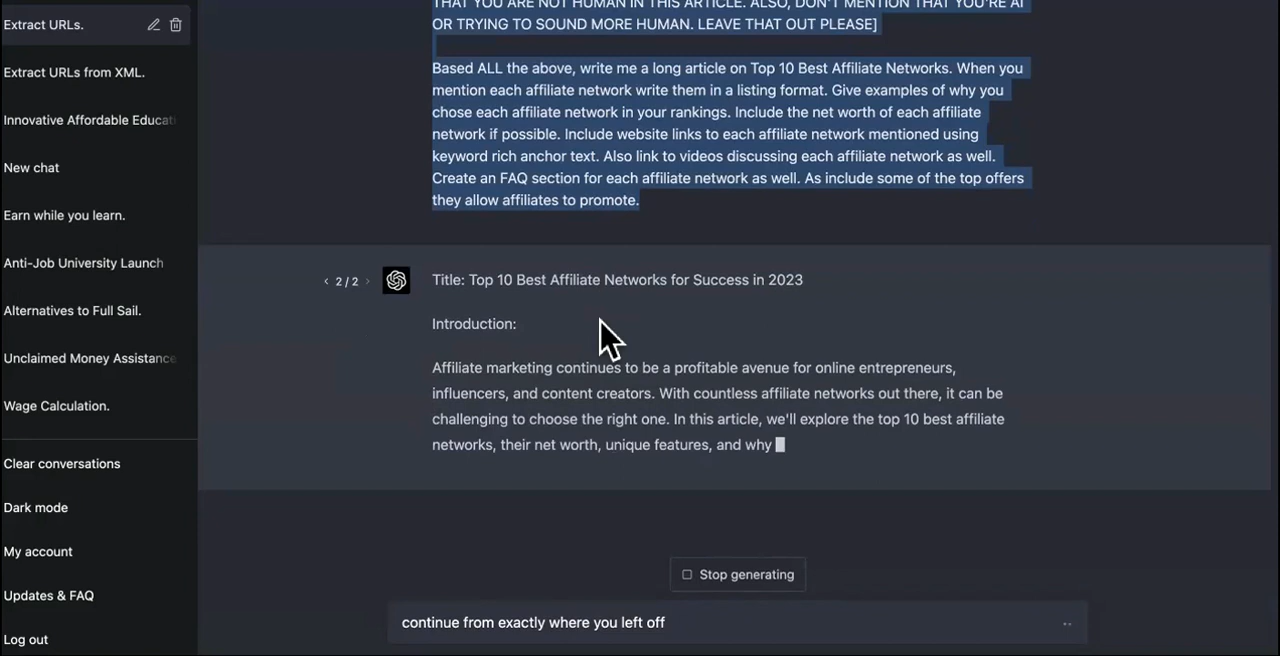 Extract URLs.
Extract URLs from XML.
Innovative Affordable Educati
New chat
Earn while you learn.
Anti-Job University Launch
Alternatives to Full Sail.
Unclaimed Money Assistance
Wage Calculation.
Clear conversations
Dark mode
My account
Updates & FAQ
Log out
THAT YOU ARE NOT HUMAN IN THIS ARTICLE. ALSO, DON'T MENTION THAT YOU'RE AI
OR TRYING TO SOUND MORE HUMAN. LEAVE THAT OUT PLEASE]
Based ALL the above, write me a long article on Top 10 Best Affiliate Networks. When you
mention each affiliate network write them in a listing format. Give examples of why you
chose each affiliate network in your rankings. Include the net worth of each affiliate
network if possible. Include website links to each affiliate network mentioned using
keyword rich anchor text. Also link to videos discussing each affiliate network as well.
Create an FAQ section for each affiliate network as well. As include some of the top offers
they allow affiliates to promote.
< 2 / 2 >
Title: Top 10 Best Affiliate Networks for Success in 2023
Introduction:
Affiliate marketing continues to be a profitable avenue for online entrepreneurs,
influencers, and content creators. With countless affiliate networks out there, it can be
challenging to choose the right one. In this article, we'll explore the top 10 best affiliate
networks, their net worth, unique features, and why
Stop generating
continue from exactly where you left off